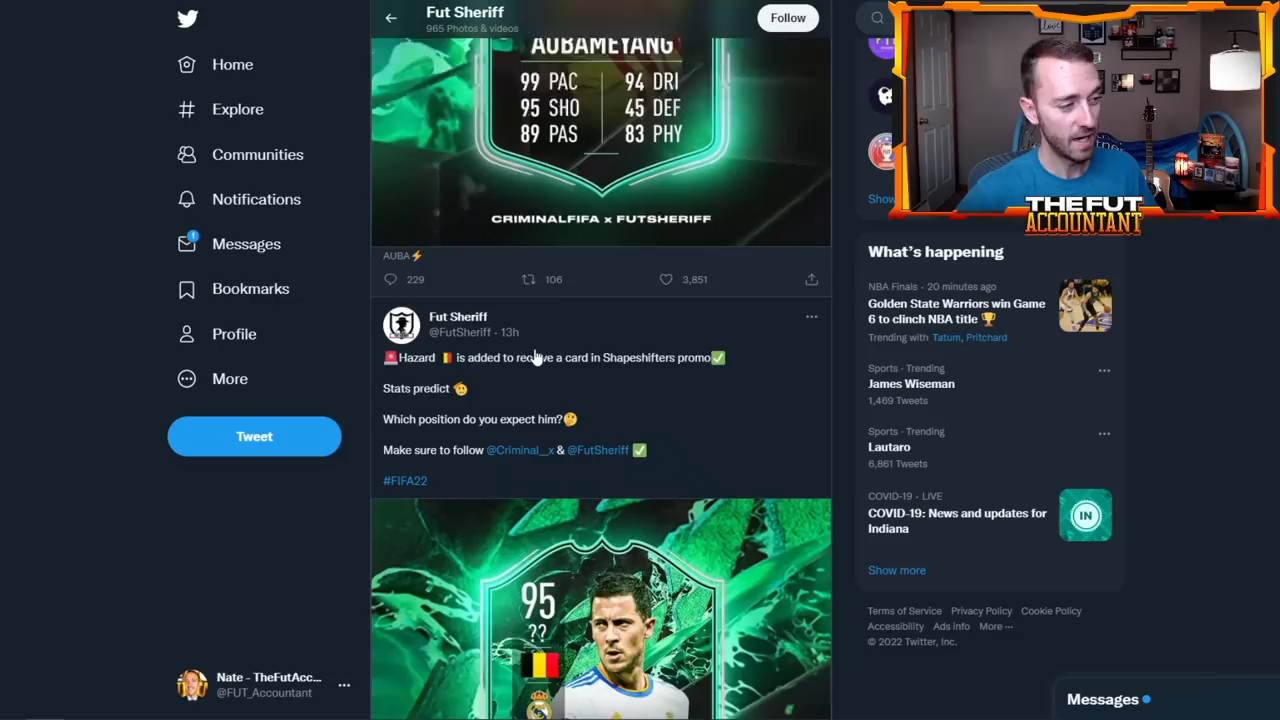 Fut Sheriff
965 Photos & videos
Follow
Home
Explore
Communities
Notifications
1
Messages
Bookmarks
Profile
More
Tweet
Nate - TheFutAcc...
@FUT_Accountant
AUBAMEYANG
99 PAC 94 DRI
95 SHO 45 DEF
89 PAS 83 PHY
CRIMINALFIFA x FUTSHERIFF
AUBA⚡
229 106 3,851
Fut Sheriff
@FutSheriff · 13h
🚨Hazard 🇧🇪 is added to receive a card in Shapeshifters promo✅
Stats predict 🫡
Which position do you expect him?🤔
Make sure to follow @Criminal__x & @FutSheriff ✅
#FIFA22
95
??
THE FUT
ACCOUNTANT
Show
What's happening
NBA Finals · 20 minutes ago
Golden State Warriors win Game
6 to clinch NBA title 🏆
Trending with Tatum, Pritchard
Sports · Trending
James Wiseman
1,469 Tweets
Sports · Trending
Lautaro
6,861 Tweets
COVID-19 · LIVE
COVID-19: News and updates for
Indiana
IN
Show more
Terms of Service Privacy Policy Cookie Policy
Accessibility Ads info More ···
© 2022 Twitter, Inc.
Messages